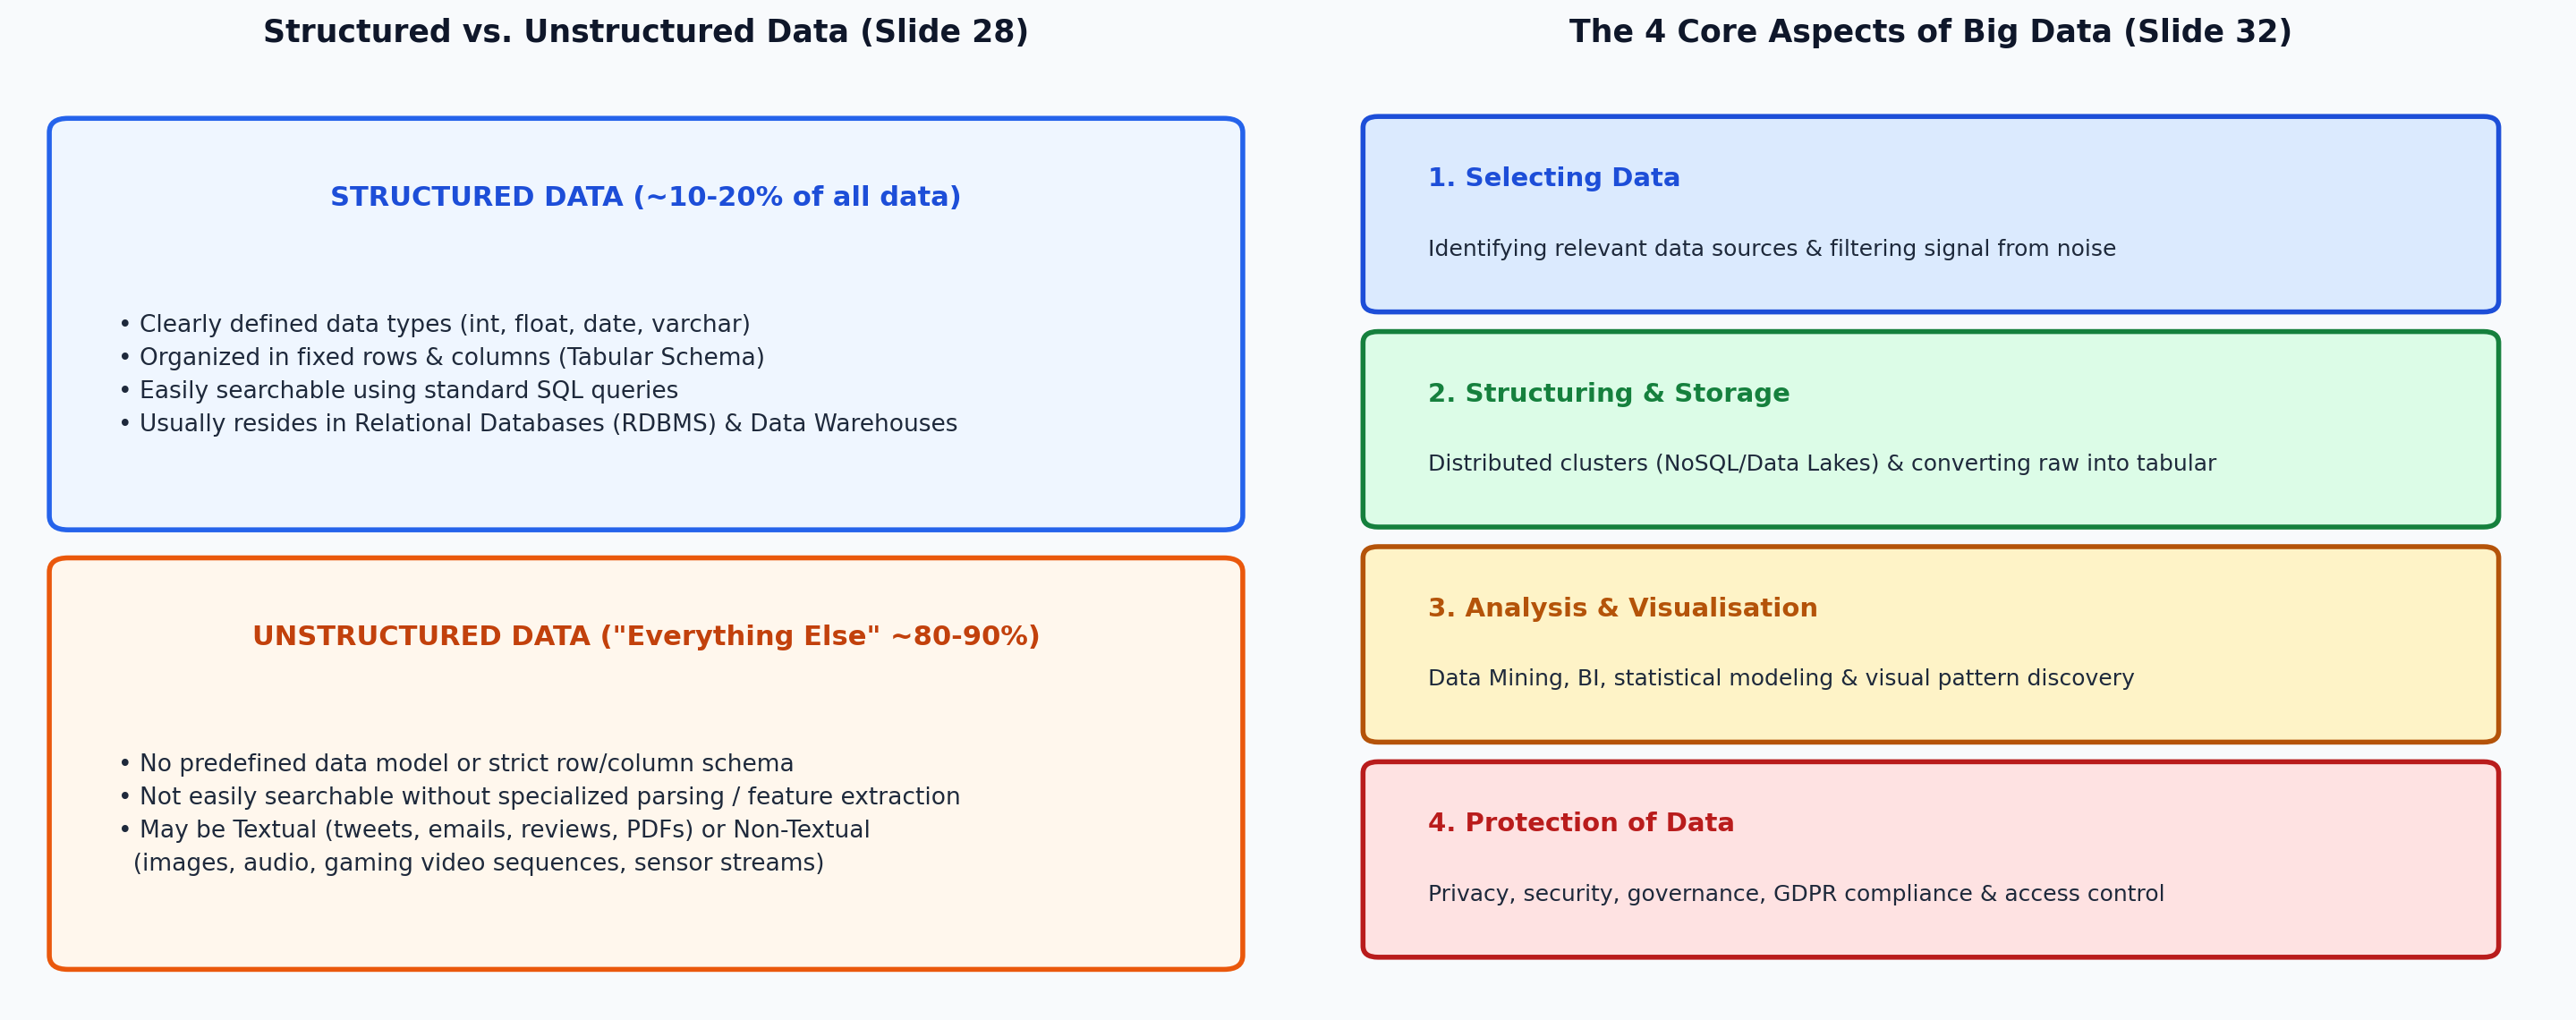 Structured vs. Unstructured Data (Slide 28)
STRUCTURED DATA (~10-20% of all data)
• Clearly defined data types (int, float, date, varchar)
• Organized in fixed rows & columns (Tabular Schema)
• Easily searchable using standard SQL queries
• Usually resides in Relational Databases (RDBMS) & Data Warehouses
UNSTRUCTURED DATA ("Everything Else" ~80-90%)
• No predefined data model or strict row/column schema
• Not easily searchable without specialized parsing / feature extraction
• May be Textual (tweets, emails, reviews, PDFs) or Non-Textual
(images, audio, gaming video sequences, sensor streams)
The 4 Core Aspects of Big Data (Slide 32)
1. Selecting Data
Identifying relevant data sources & filtering signal from noise
2. Structuring & Storage
Distributed clusters (NoSQL/Data Lakes) & converting raw into tabular
3. Analysis & Visualisation
Data Mining, BI, statistical modeling & visual pattern discovery
4. Protection of Data
Privacy, security, governance, GDPR compliance & access control